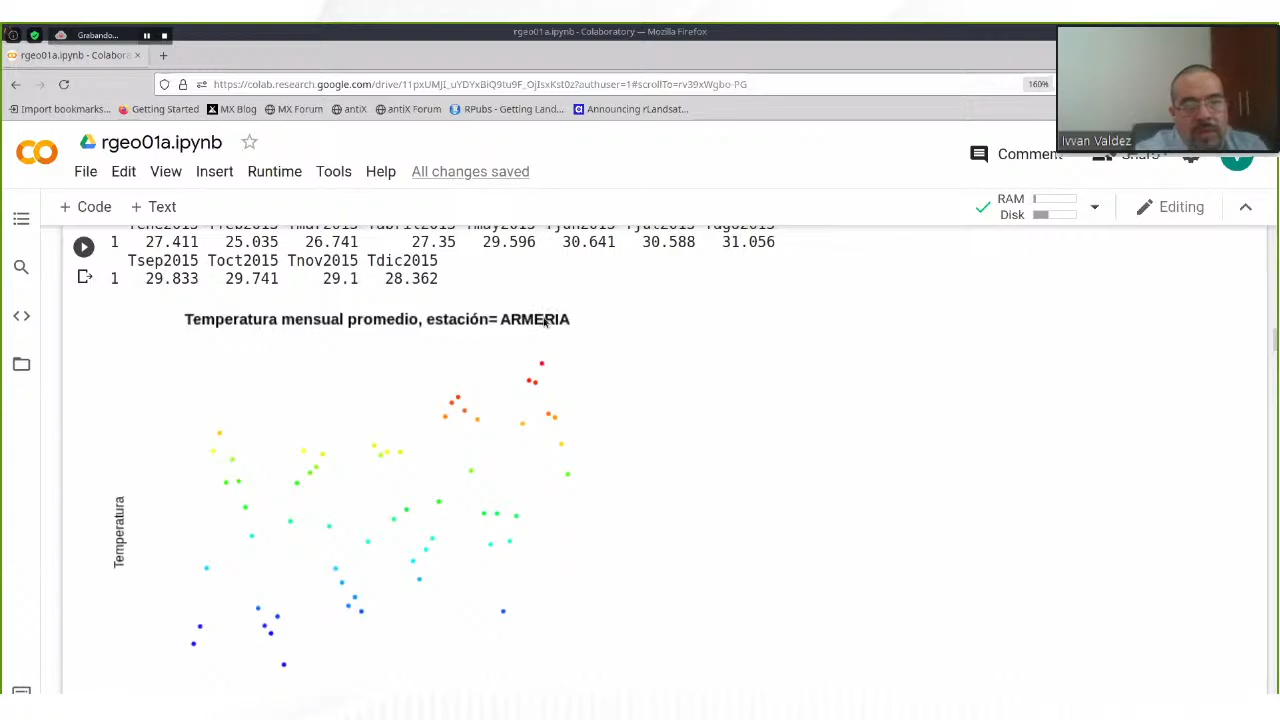 Grabando...
rgeo01a.ipynb - Colaboratory — Mozilla Firefox
rgeo01a.ipynb - Colabora
https://colab.research.google.com/drive/11pxUMJI_uYDYxBiQ9tu9F_OjIsxKst0z?authuser=1#scrollTo=rv39xWgbo-PG
160%
Import bookmarks... Getting Started MX Blog MX Forum antiX antiX Forum RPubs - Getting Land... Announcing rLandsat...
Ivvan Valdez
rgeo01a.ipynb
Comment
File Edit View Insert Runtime Tools Help All changes saved
+ Code + Text
RAM
Disk
Editing
1 27.411 25.035 26.741 27.35 29.596 30.641 30.588 31.056
Tsep2015 Toct2015 Tnov2015 Tdic2015
1 29.833 29.741 29.1 28.362
Temperatura mensual promedio, estación= ARMERIA
Temperatura